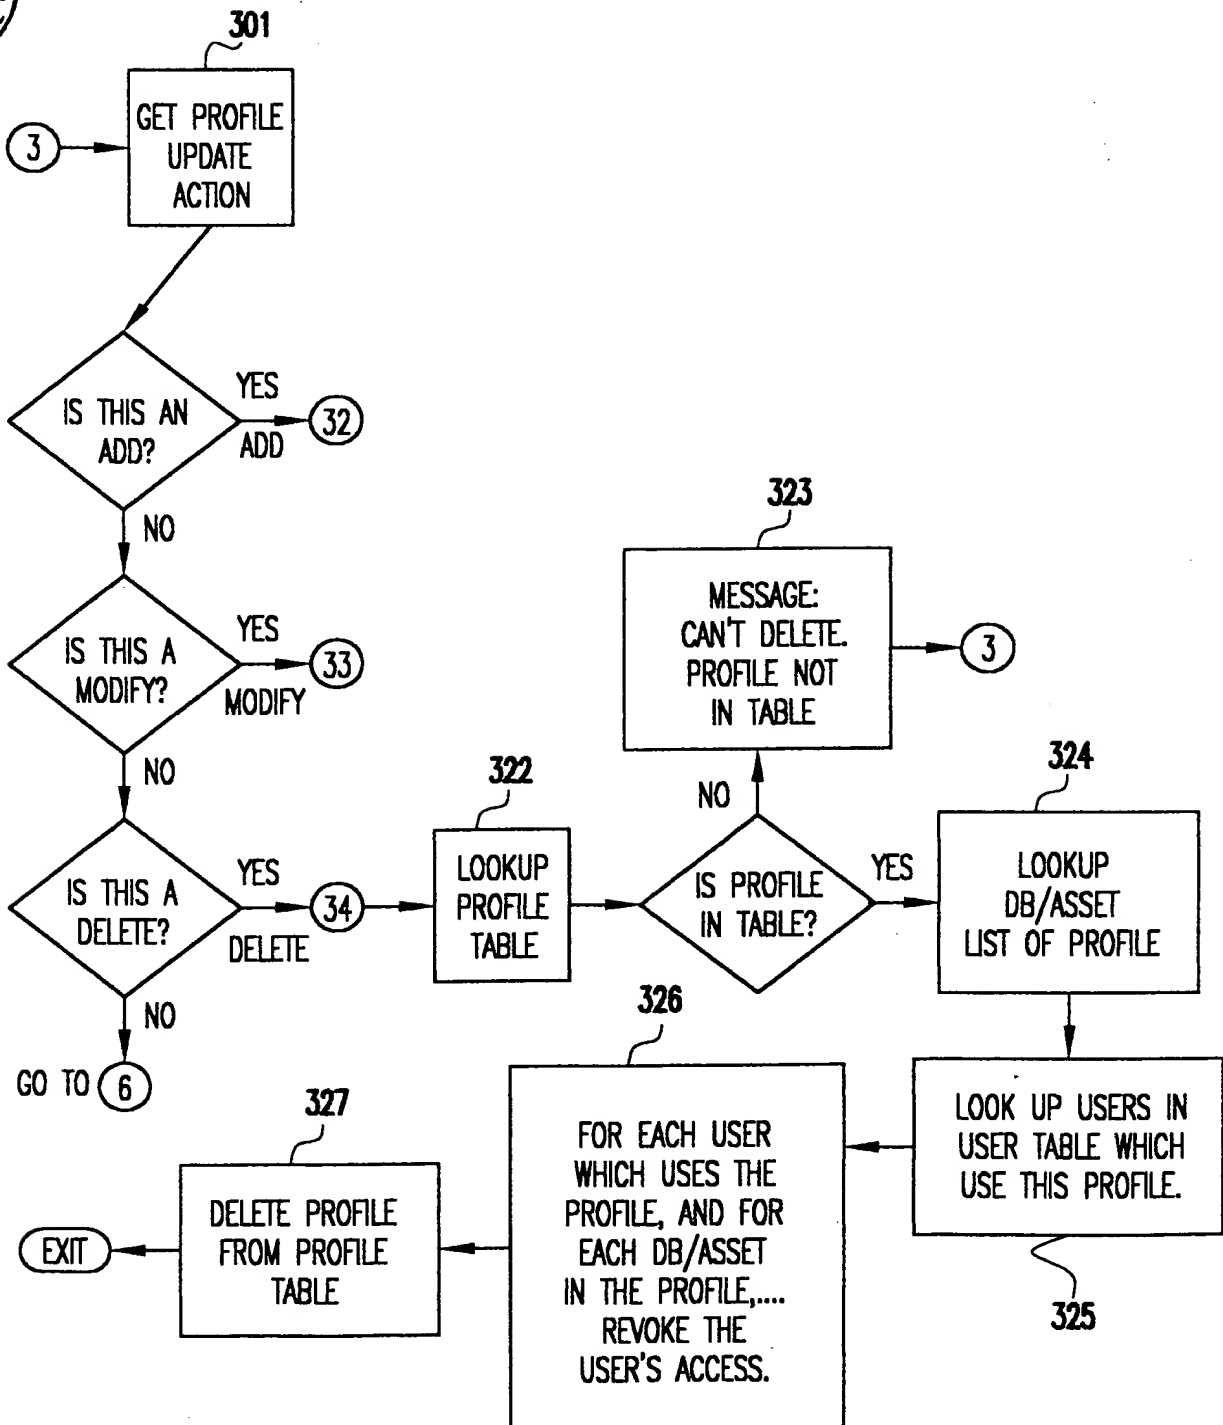 301
GET PROFILE
UPDATE
ACTION
3
IS THIS AN
ADD?
YES
ADD
32
NO
IS THIS A
MODIFY?
YES
MODIFY
33
NO
IS THIS A
DELETE?
YES
DELETE
34
NO
GO TO 6
322
LOOKUP
PROFILE
TABLE
IS PROFILE
IN TABLE?
NO
323
MESSAGE:
CAN'T DELETE.
PROFILE NOT
IN TABLE
3
YES
324
LOOKUP
DB/ASSET
LIST OF PROFILE
LOOK UP USERS IN
USER TABLE WHICH
USE THIS PROFILE.
325
326
FOR EACH USER
WHICH USES THE
PROFILE, AND FOR
EACH DB/ASSET
IN THE PROFILE,....
REVOKE THE
USER'S ACCESS.
327
DELETE PROFILE
FROM PROFILE
TABLE
EXIT